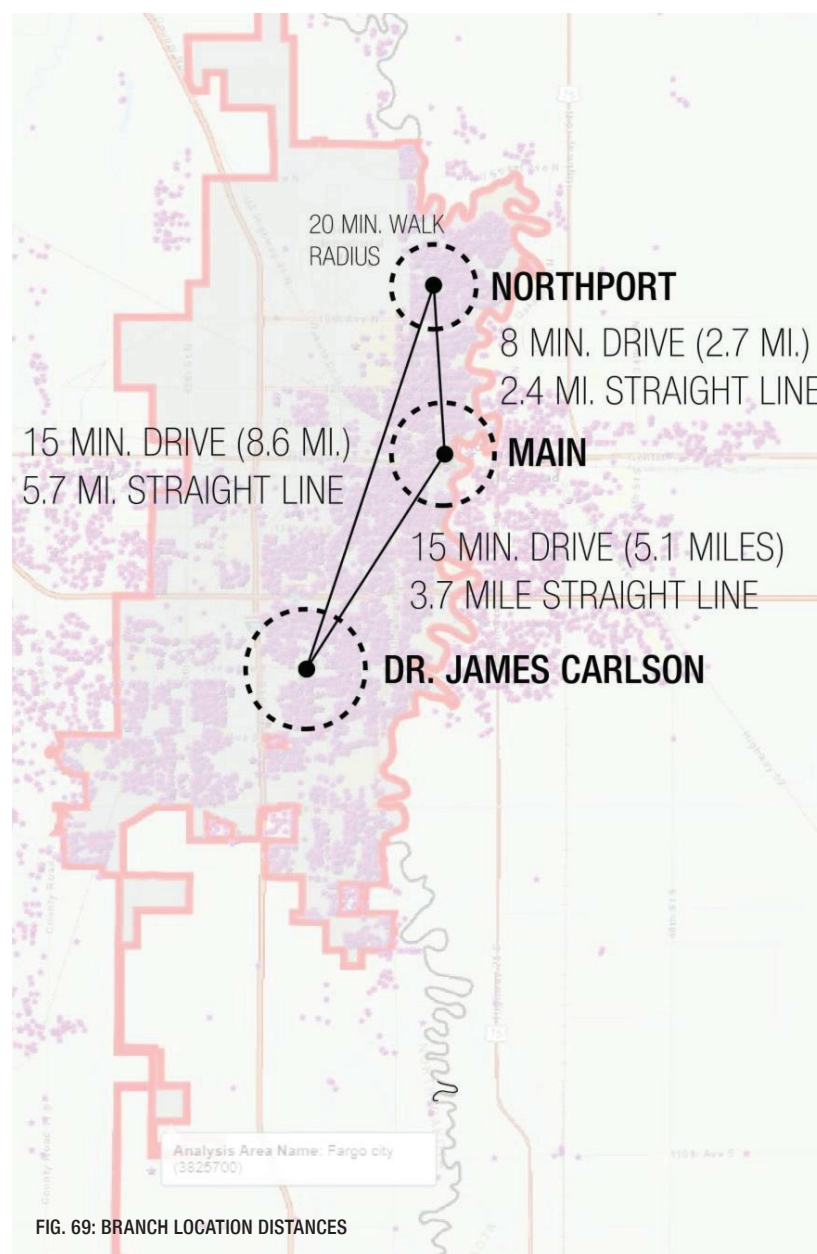 20 MIN. WALK
RADIUS
NORTHPORT
8 MIN. DRIVE (2.7 MI.)
2.4 MI. STRAIGHT LINE
15 MIN. DRIVE (8.6 MI.)
5.7 MI. STRAIGHT LINE
MAIN
15 MIN. DRIVE (5.1 MILES)
3.7 MILE STRAIGHT LINE
DR. JAMES CARLSON
Analysis Area Name: Fargo city
(3825700)
FIG. 69: BRANCH LOCATION DISTANCES